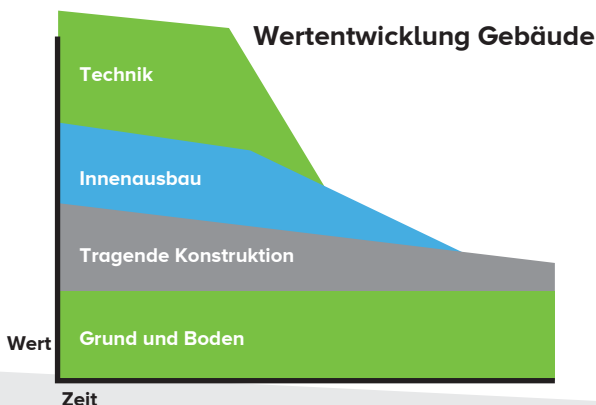 Wertentwicklung Gebäude
Technik
Innenausbau
Tragende Konstruktion
Grund und Boden
Wert
Zeit